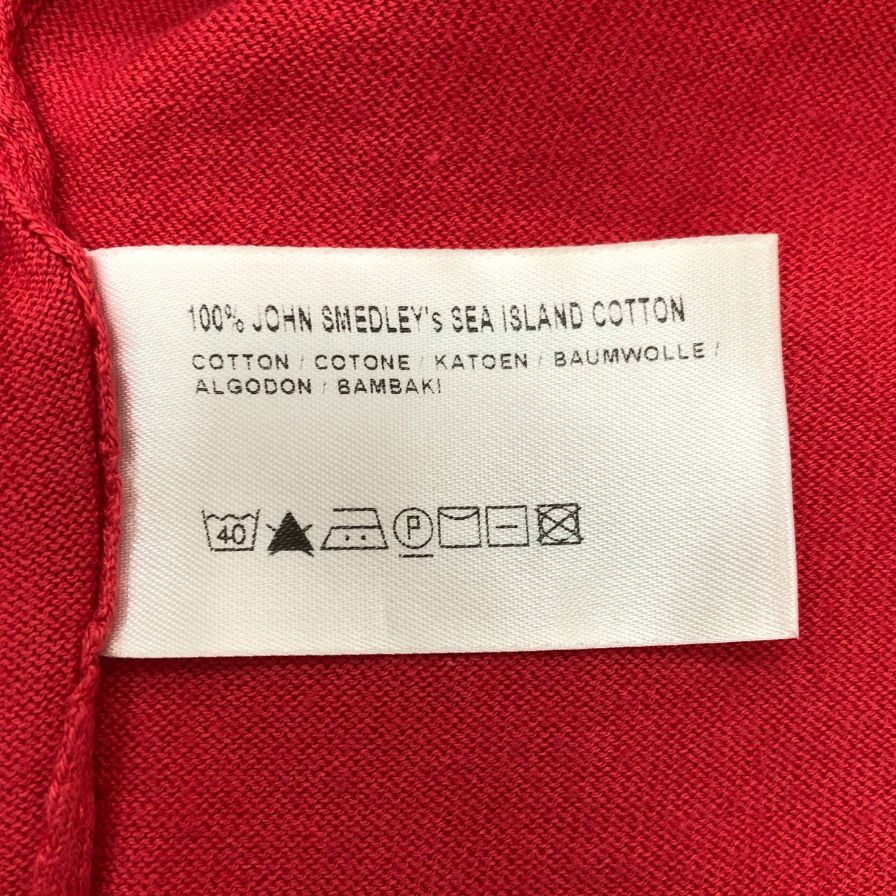 100% JOHN SMEDLEY's SEA ISLAND COTTON
COTTON / COTONE / KATOEN / BAUMWOLLE /
ALGODON / BAMBAKI
40 P